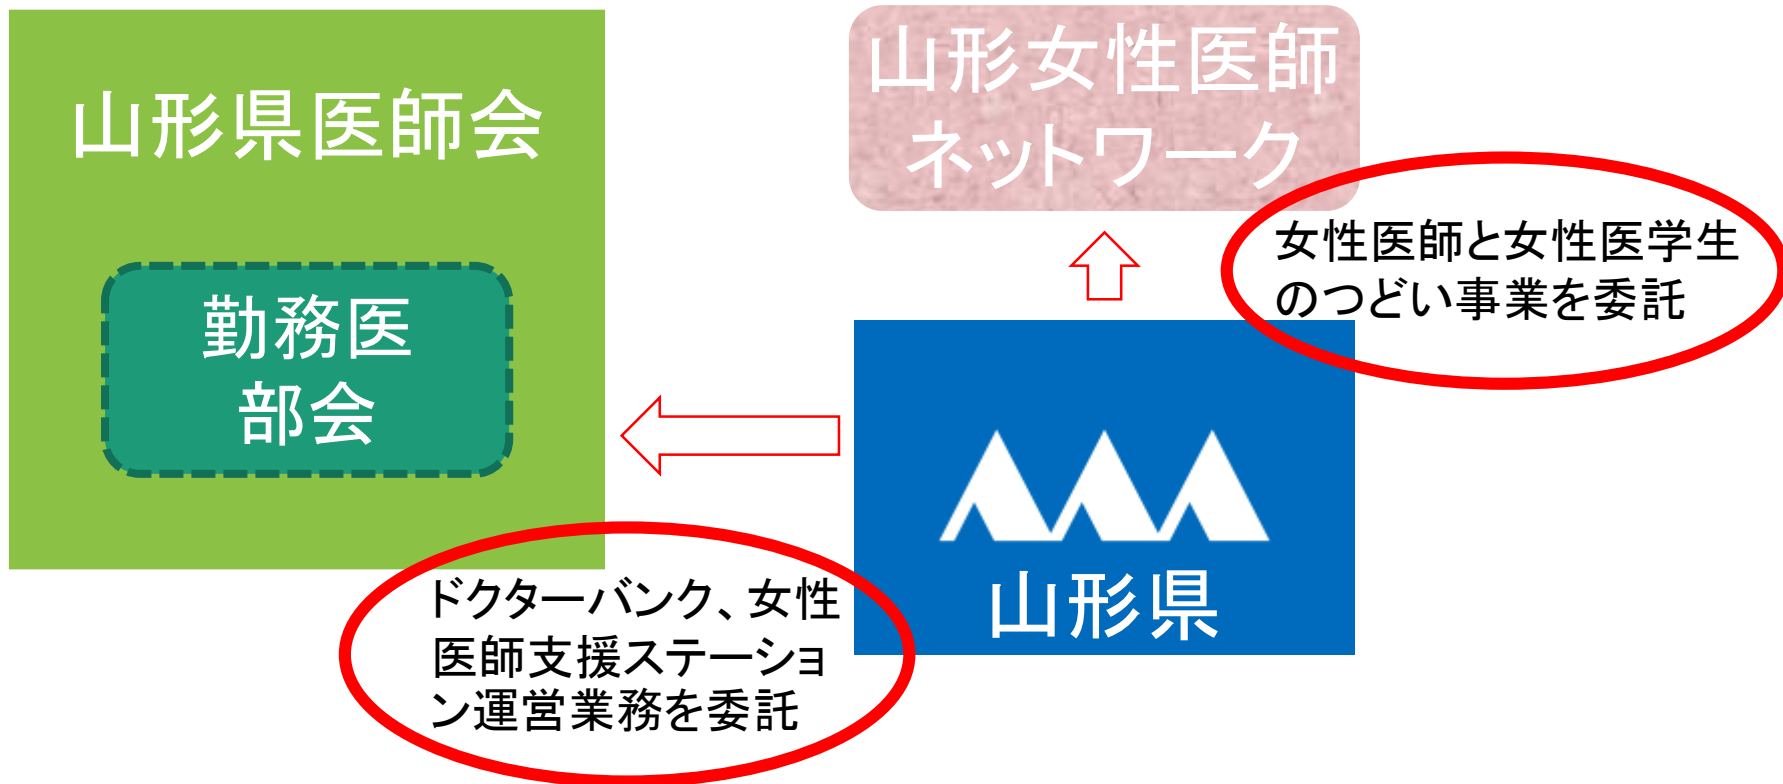 山形県医師会
勤務医
部会
山形女性医師
ネットワーク
女性医師と女性医学生
のつどい事業を委託
山形県
ドクターバンク、女性
医師支援ステーショ
ン運営業務を委託